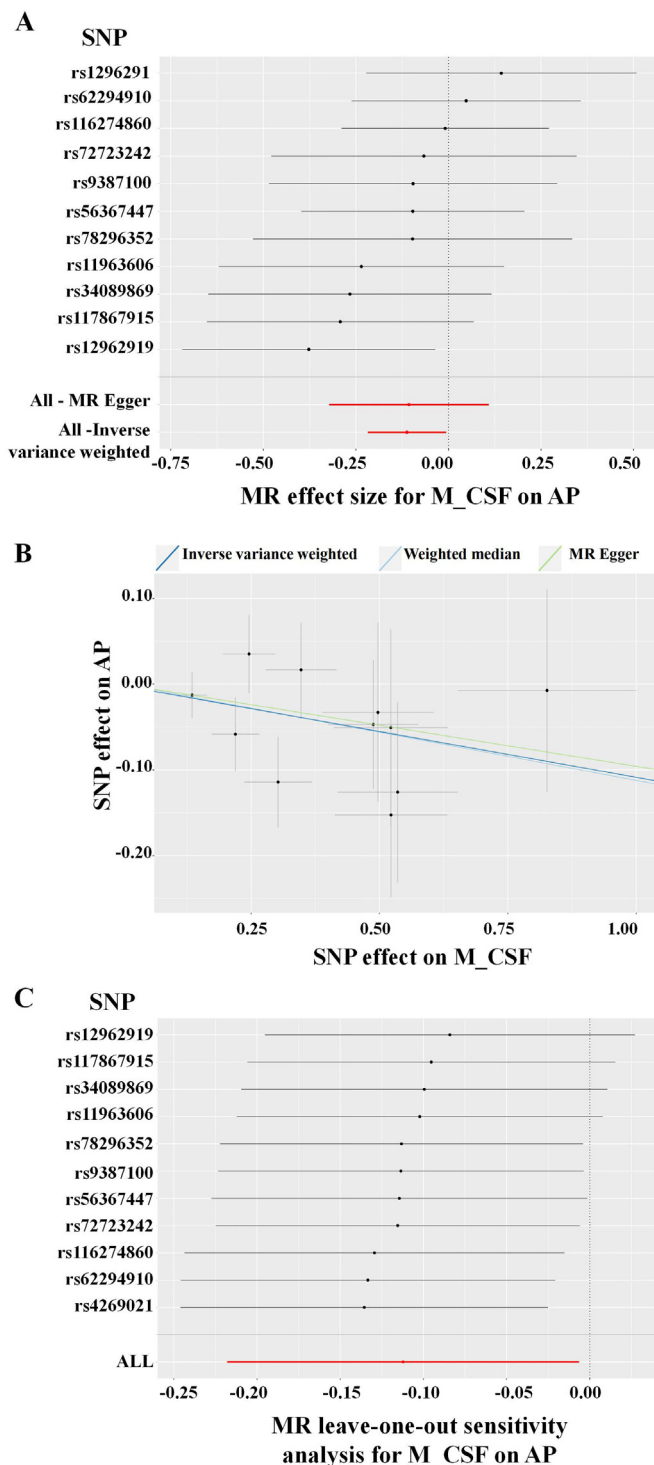 A
SNP
rs1296291
rs62294910
rs116274860
rs72723242
rs9387100
rs56367447
rs78296352
rs11963606
rs34089869
rs117867915
rs12962919
All - MR Egger
All -Inverse
variance weighted
-0.75 -0.50 -0.25 0.00 0.25 0.50
MR effect size for M_CSF on AP
B
Inverse variance weighted Weighted median MR Egger
SNP effect on AP
0.10
0.00
-0.10
-0.20
0.25 0.50 0.75 1.00
SNP effect on M_CSF
C
SNP
rs12962919
rs117867915
rs34089869
rs11963606
rs78296352
rs9387100
rs56367447
rs72723242
rs116274860
rs62294910
rs4269021
ALL
-0.25 -0.20 -0.15 -0.10 -0.05 0.00
MR leave-one-out sensitivity
analysis for M_CSF on AP